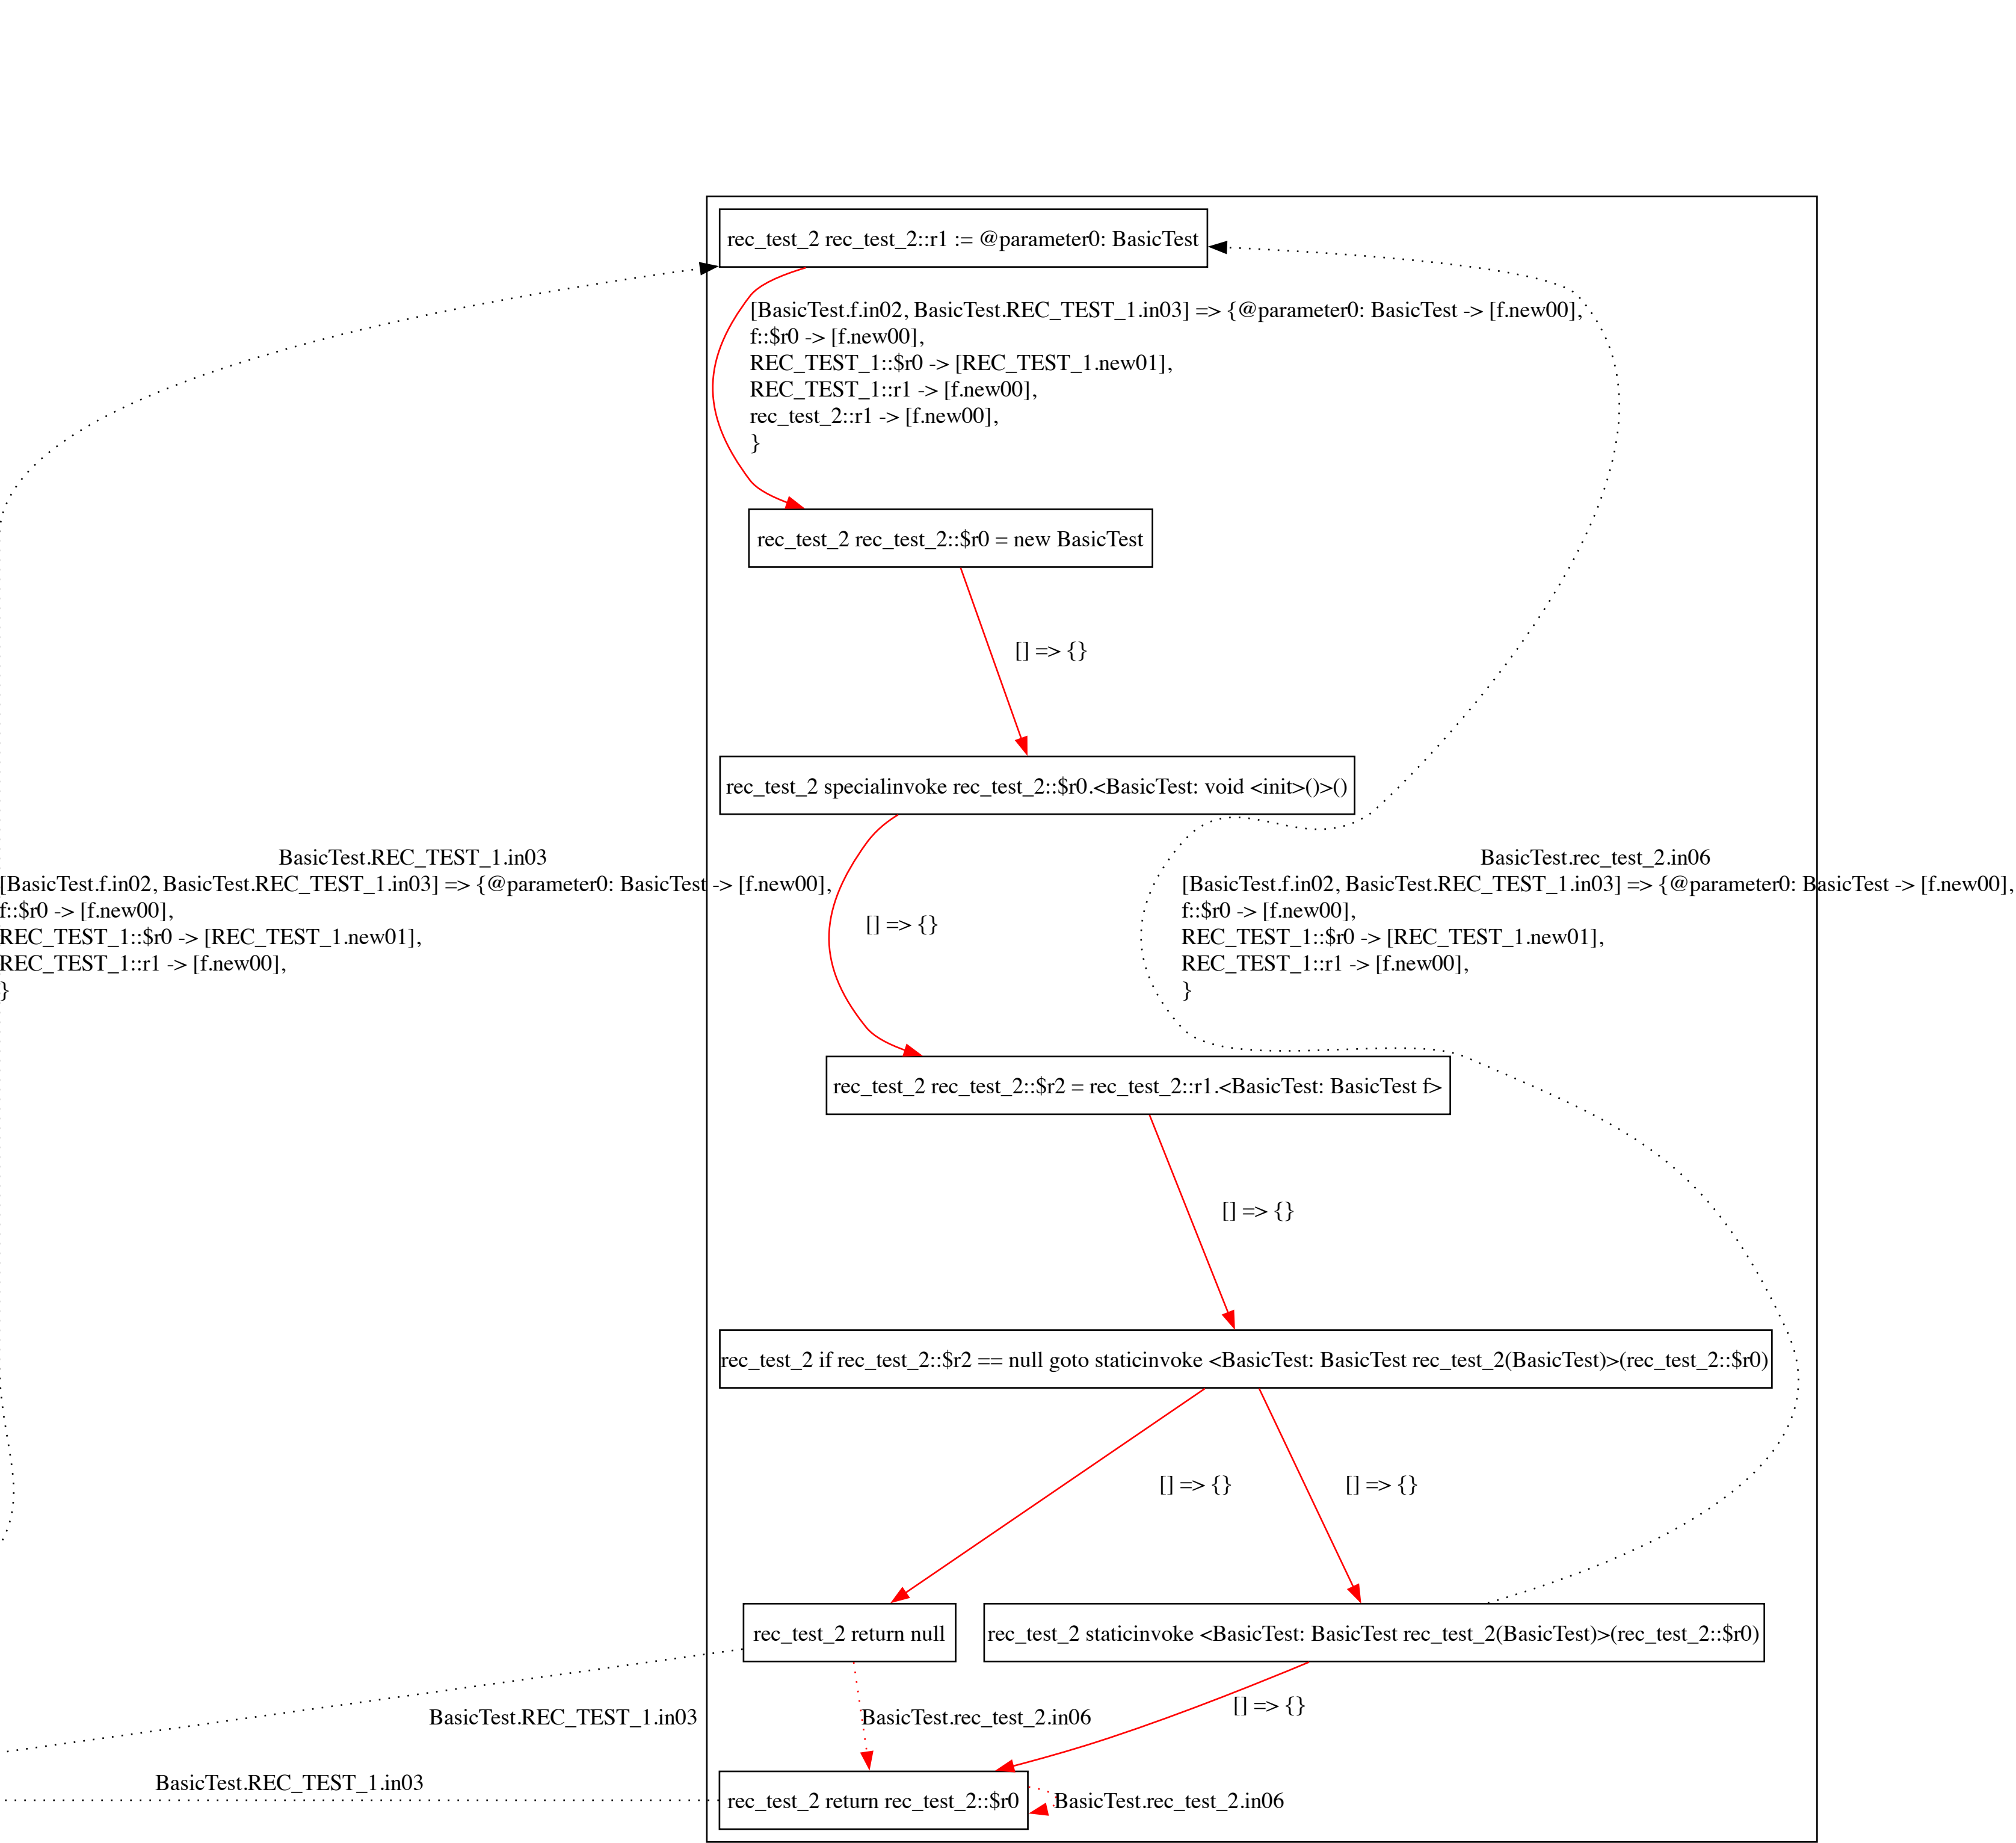 rec_test_2 rec_test_2::r1 := @parameter0: BasicTest
[BasicTest.f.in02, BasicTest.REC_TEST_1.in03] => {@parameter0: BasicTest -> [f.new00],
f::$r0 -> [f.new00],
REC_TEST_1::$r0 -> [REC_TEST_1.new01],
REC_TEST_1::r1 -> [f.new00],
rec_test_2::r1 -> [f.new00],
}
rec_test_2 rec_test_2::$r0 = new BasicTest
[] => {}
rec_test_2 specialinvoke rec_test_2::$r0.<BasicTest: void <init>()>()
BasicTest.REC_TEST_1.in03
[BasicTest.f.in02, BasicTest.REC_TEST_1.in03] => {@parameter0: BasicTest -> [f.new00],
f::$r0 -> [f.new00],
REC_TEST_1::$r0 -> [REC_TEST_1.new01],
REC_TEST_1::r1 -> [f.new00],
}
[] => {}
BasicTest.rec_test_2.in06
[BasicTest.f.in02, BasicTest.REC_TEST_1.in03] => {@parameter0: BasicTest -> [f.new00],
f::$r0 -> [f.new00],
REC_TEST_1::$r0 -> [REC_TEST_1.new01],
REC_TEST_1::r1 -> [f.new00],
}
rec_test_2 rec_test_2::$r2 = rec_test_2::r1.<BasicTest: BasicTest f>
[] => {}
rec_test_2 if rec_test_2::$r2 == null goto staticinvoke <BasicTest: BasicTest rec_test_2(BasicTest)>(rec_test_2::$r0)
[] => {}
[] => {}
rec_test_2 return null
rec_test_2 staticinvoke <BasicTest: BasicTest rec_test_2(BasicTest)>(rec_test_2::$r0)
BasicTest.REC_TEST_1.in03
BasicTest.rec_test_2.in06
[] => {}
BasicTest.REC_TEST_1.in03
rec_test_2 return rec_test_2::$r0
BasicTest.rec_test_2.in06